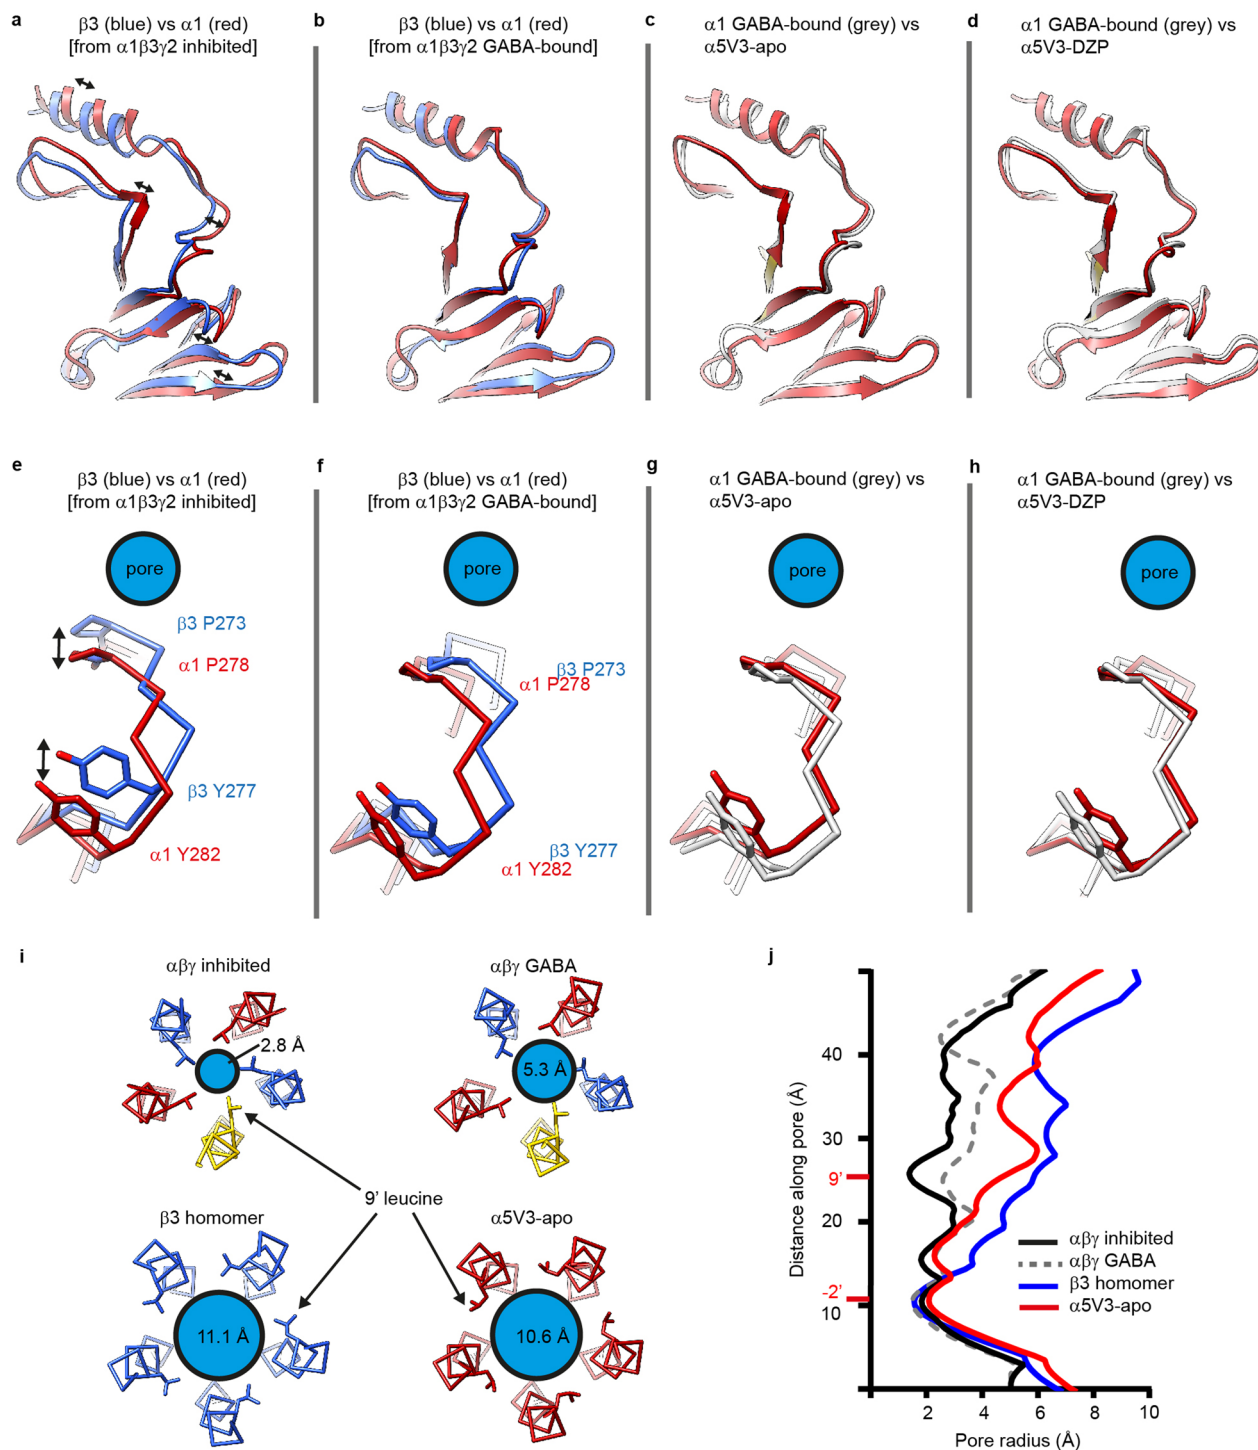 a
β3 (blue) vs α1 (red)
[from α1β3γ2 inhibited]
b
β3 (blue) vs α1 (red)
[from α1β3γ2 GABA-bound]
c
α1 GABA-bound (grey) vs
α5V3-apo
d
α1 GABA-bound (grey) vs
α5V3-DZP
e
β3 (blue) vs α1 (red)
[from α1β3γ2 inhibited]
pore
β3 P273
α1 P278
β3 Y277
α1 Y282
f
β3 (blue) vs α1 (red)
[from α1β3γ2 GABA-bound]
pore
β3 P273
α1 P278
β3 Y277
α1 Y282
g
α1 GABA-bound (grey) vs
α5V3-apo
pore
h
α1 GABA-bound (grey) vs
α5V3-DZP
pore
i
αβγ inhibited
2.8 Å
αβγ GABA
5.3 Å
9' leucine
β3 homomer
11.1 Å
α5V3-apo
10.6 Å
j
Distance along pore (Å)
40
30
9'
20
-2'
10
αβγ inhibited
αβγ GABA
β3 homomer
α5V3-apo
2 4 6 8 10
Pore radius (Å)